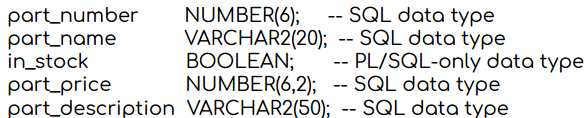 part_number NUMBER(6); -- SQL data type
part_name VARCHAR2(20); -- SQL data type
in_stock BOOLEAN; -- PL/SQL-only data type
part_price NUMBER(6,2); -- SQL data type
part_description VARCHAR2(50); -- SQL data type